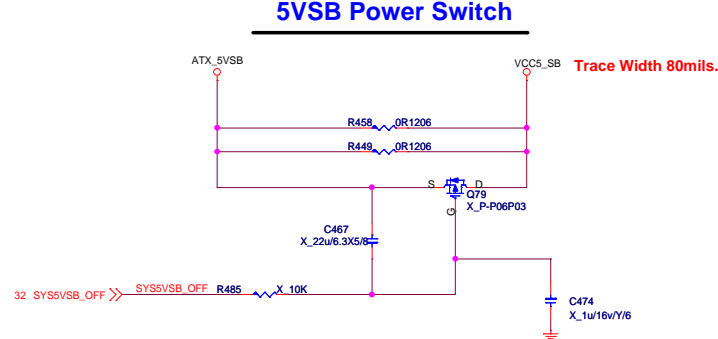 5VSB Power Switch
ATX_5VSB
VCC5_SB
Trace Width 80mils.
R458 0R1206
R449 0R1206
S D
Q79
X_P-P06P03
G
C467
X_22u/6.3X5/8
32 SYS5VSB_OFF SYS5VSB_OFF R485 X_10K
C474
X_1u/16v/Y/6